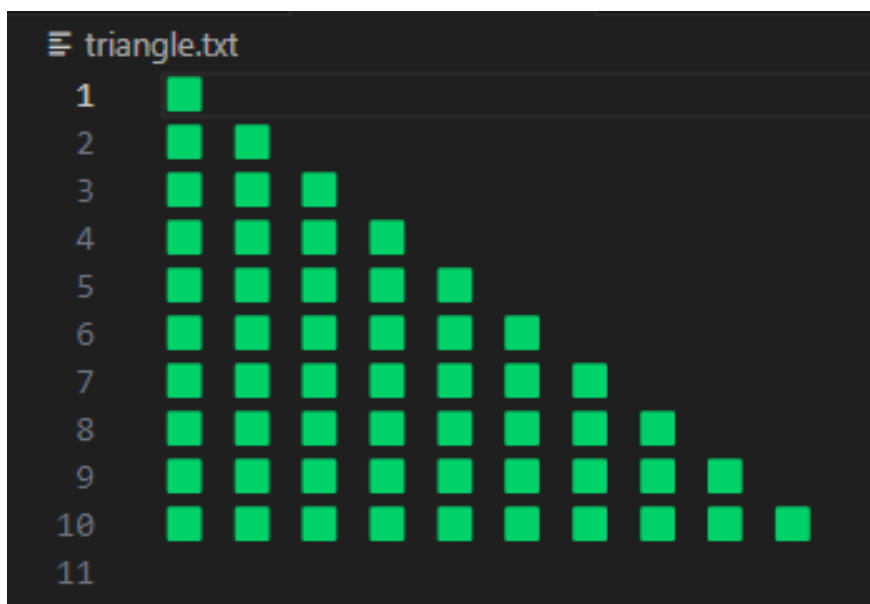 triangle.txt
1 🟩
2 🟩 🟩
3 🟩 🟩 🟩
4 🟩 🟩 🟩 🟩
5 🟩 🟩 🟩 🟩 🟩
6 🟩 🟩 🟩 🟩 🟩 🟩
7 🟩 🟩 🟩 🟩 🟩 🟩 🟩
8 🟩 🟩 🟩 🟩 🟩 🟩 🟩 🟩
9 🟩 🟩 🟩 🟩 🟩 🟩 🟩 🟩 🟩
10 🟩 🟩 🟩 🟩 🟩 🟩 🟩 🟩 🟩 🟩
11